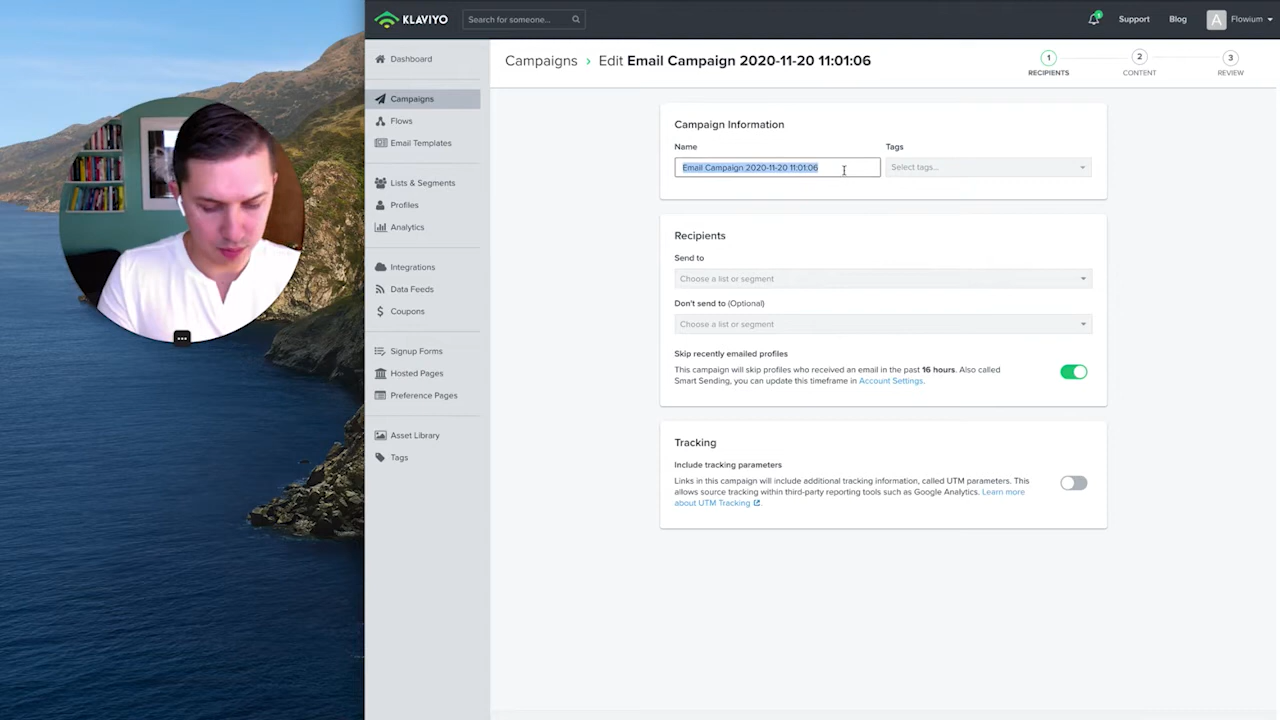 KLAVIYO
Search for someone...
1
Support
Blog
A
Flowium
Dashboard
Campaigns
Flows
Email Templates
Lists & Segments
Profiles
Analytics
Integrations
Data Feeds
Coupons
Signup Forms
Hosted Pages
Preference Pages
Asset Library
Tags
Campaigns › Edit Email Campaign 2020-11-20 11:01:06
1
RECIPIENTS
2
CONTENT
3
REVIEW
Campaign Information
Name
Tags
Email Campaign 2020-11-20 11:01:06
Select tags...
Recipients
Send to
Choose a list or segment
Don't send to (Optional)
Choose a list or segment
Skip recently emailed profiles
This campaign will skip profiles who received an email in the past 16 hours. Also called
Smart Sending, you can update this timeframe in Account Settings.
Tracking
Include tracking parameters
Links in this campaign will include additional tracking information, called UTM parameters. This
allows source tracking within third-party reporting tools such as Google Analytics. Learn more
about UTM Tracking.